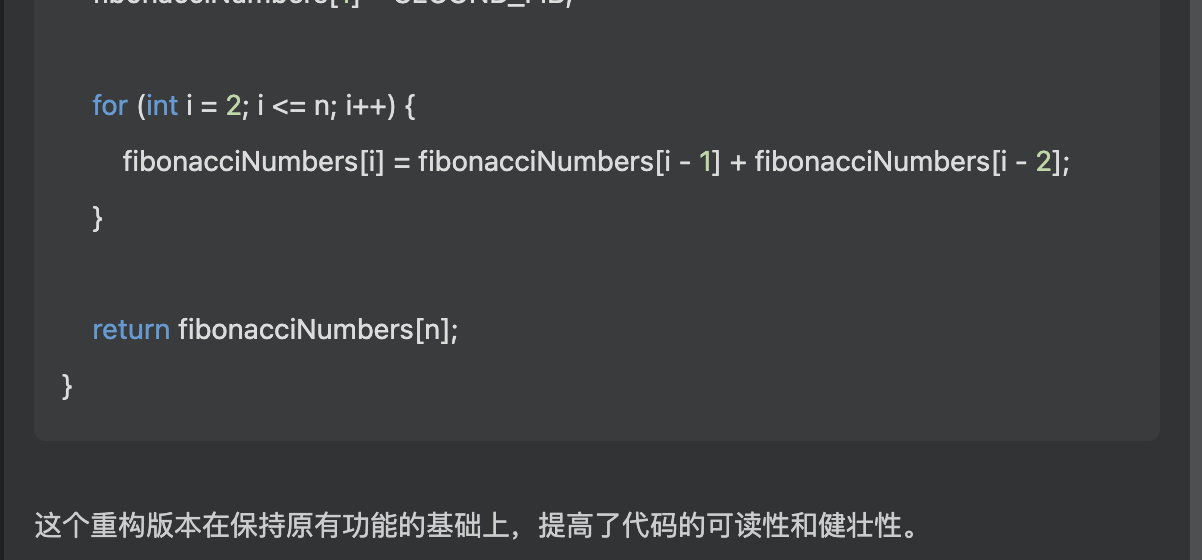 for (int i = 2; i <= n; i++) {
fibonacciNumbers[i] = fibonacciNumbers[i - 1] + fibonacciNumbers[i - 2];
}
return fibonacciNumbers[n];
}
这个重构版本在保持原有功能的基础上，提高了代码的可读性和健壮性。